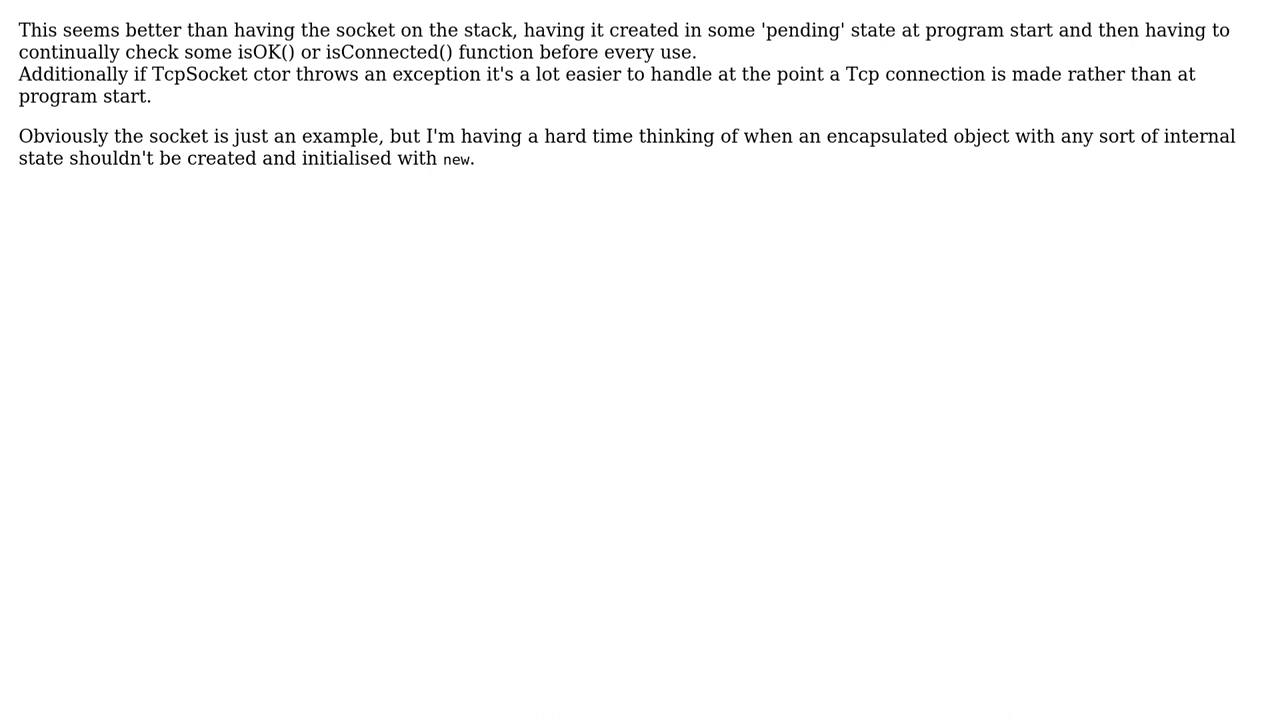 This seems better than having the socket on the stack, having it created in some 'pending' state at program start and then having to
continually check some isOK() or isConnected() function before every use.
Additionally if TcpSocket ctor throws an exception it's a lot easier to handle at the point a Tcp connection is made rather than at
program start.
Obviously the socket is just an example, but I'm having a hard time thinking of when an encapsulated object with any sort of internal
state shouldn't be created and initialised with new.